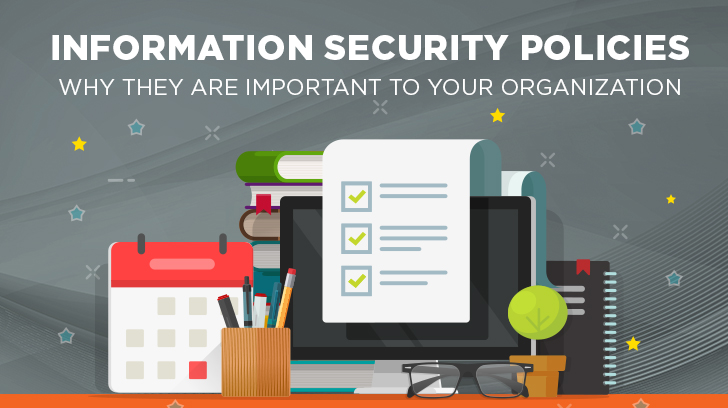 INFORMATION SECURITY POLICIES
WHY THEY ARE IMPORTANT TO YOUR ORGANIZATION